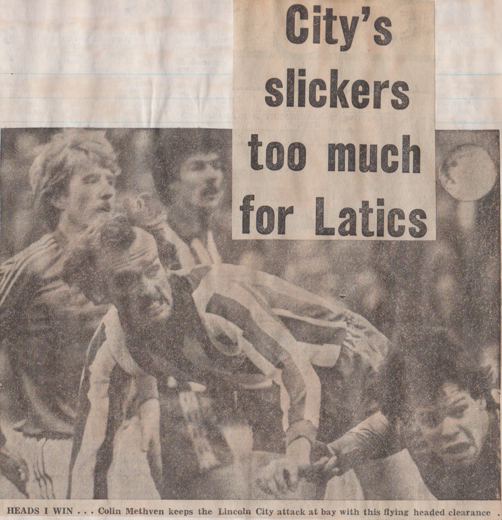 City's
slickers
too much
for Latics
HEADS I WIN . . . Colin Methven keeps the Lincoln City attack at bay with this flying headed clearance